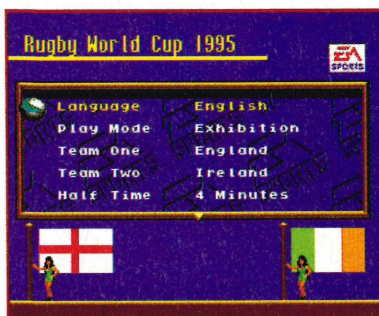 Rugby World Cup 1995
EA
SPORTS
Language English
Play Mode Exhibition
Team One England
Team Two Ireland
Half Time 4 Minutes